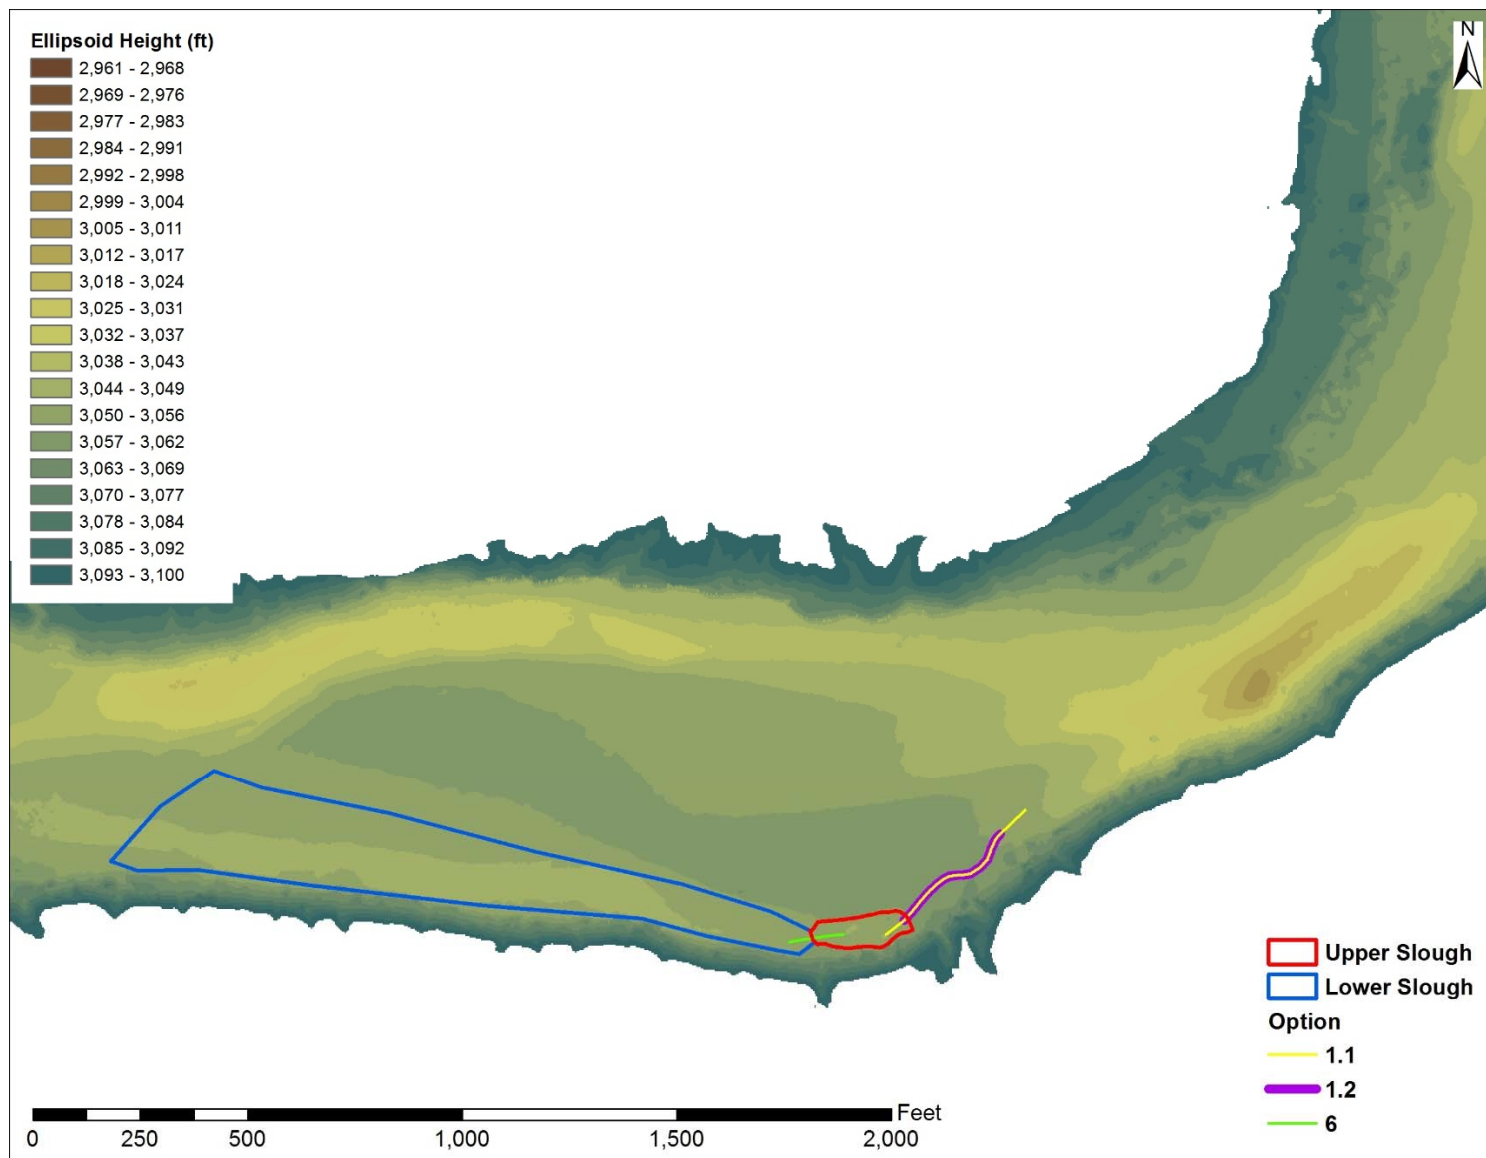 Ellipsoid Height (ft)
2,961 - 2,968
2,969 - 2,976
2,977 - 2,983
2,984 - 2,991
2,992 - 2,998
2,999 - 3,004
3,005 - 3,011
3,012 - 3,017
3,018 - 3,024
3,025 - 3,031
3,032 - 3,037
3,038 - 3,043
3,044 - 3,049
3,050 - 3,056
3,057 - 3,062
3,063 - 3,069
3,070 - 3,077
3,078 - 3,084
3,085 - 3,092
3,093 - 3,100
N
Upper Slough
Lower Slough
Option
1.1
1.2
6
Feet
0 250 500 1,000 1,500 2,000